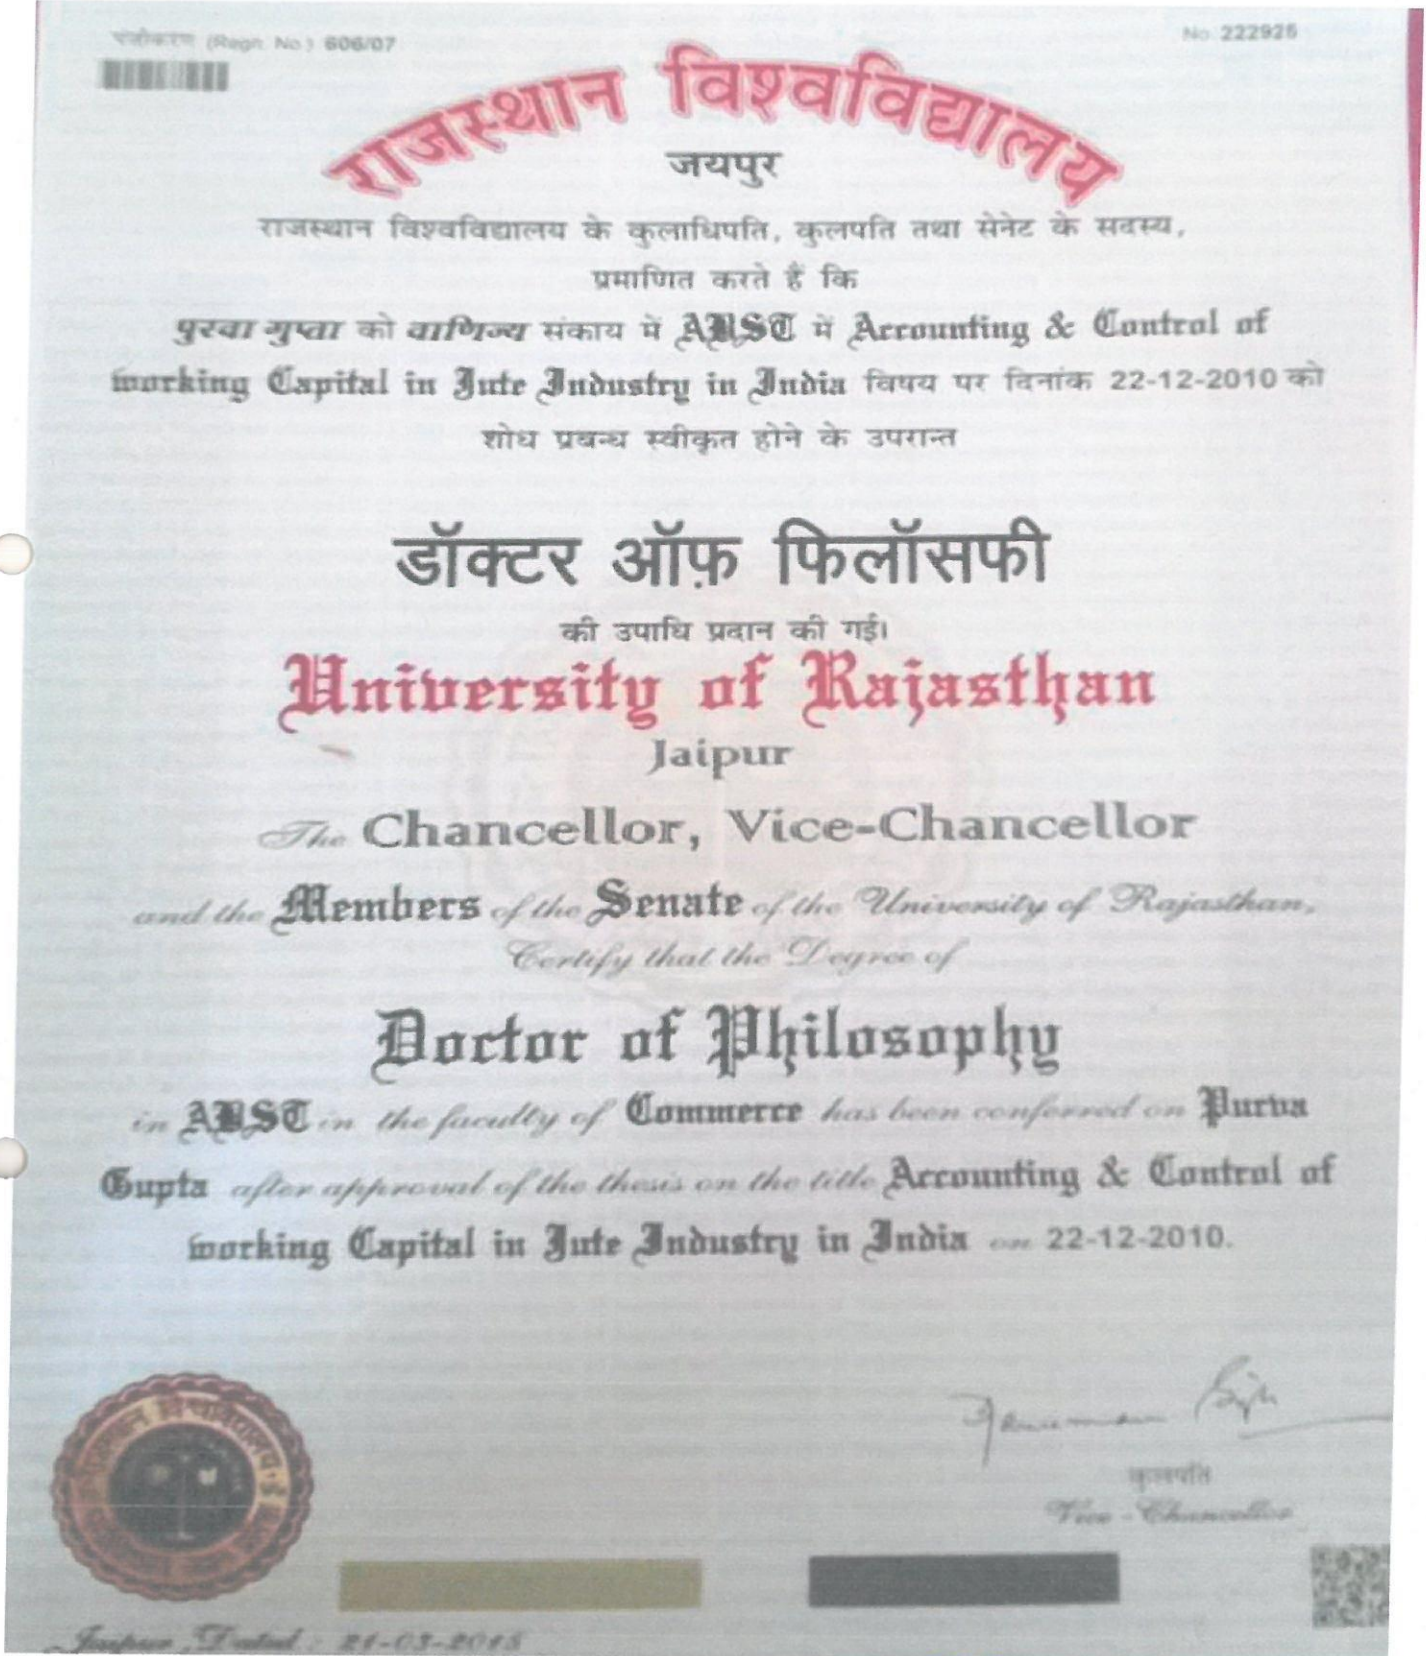 पंजीकरण (Regn. No.) 606/07
No. 222925
राजस्थान विश्वविद्यालय
जयपुर
राजस्थान विश्वविद्यालय के कुलाधिपति, कुलपति तथा सेनेट के सदस्य,
प्रमाणित करते हैं कि
पुरवा गुप्ता को वाणिज्य संकाय में ABST में Accounting & Control of
working Capital in Jute Industry in India विषय पर दिनांक 22-12-2010 को
शोध प्रबन्ध स्वीकृत होने के उपरान्त
डॉक्टर ऑफ़ फिलॉसफी
की उपाधि प्रदान की गई।
University of Rajasthan
Jaipur
The Chancellor, Vice-Chancellor
and the Members of the Senate of the University of Rajasthan,
Certify that the Degree of
Doctor of Philosophy
in ABST in the faculty of Commerce has been conferred on Purva
Gupta after approval of the thesis on the title Accounting & Control of
working Capital in Jute Industry in India on 22-12-2010.
कुलपति
Vice-Chancellor
Jaipur, Dated : 21-03-2015